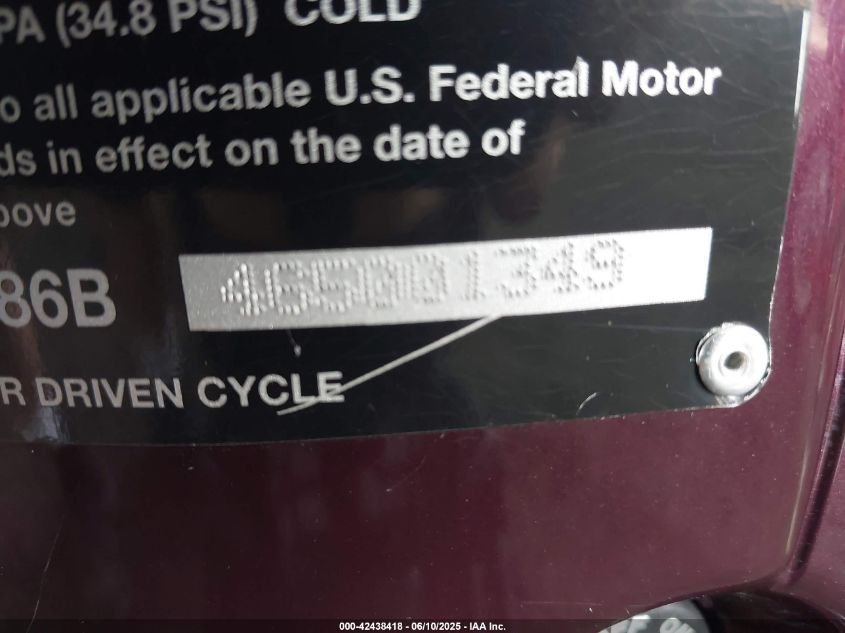 PA (34.8 PSI) COLD
o all applicable U.S. Federal Motor
ds in effect on the date of
bove
86B 465001349
R DRIVEN CYCLE
000-42438418 - 06/10/2025 - IAA Inc.